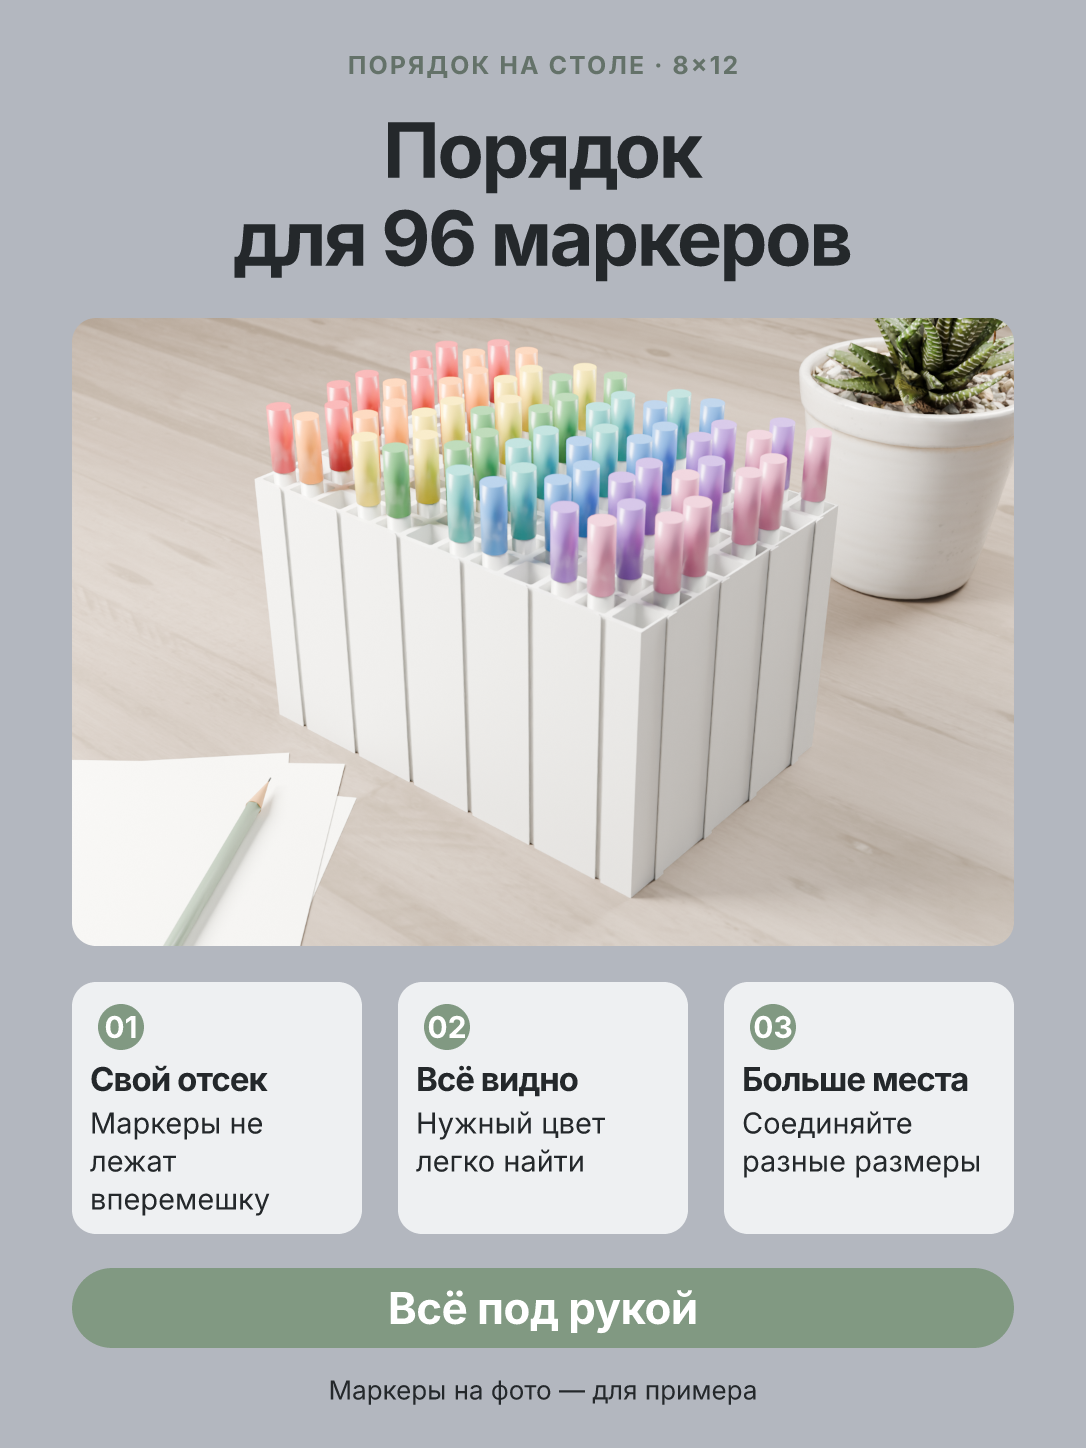 ПОРЯДОК НА СТОЛЕ · 8×12
Порядок
для 96 маркеров
01
Свой отсек
Маркеры не
лежат
вперемешку
02
Всё видно
Нужный цвет
легко найти
03
Больше места
Соединяйте
разные размеры
Всё под рукой
Маркеры на фото — для примера